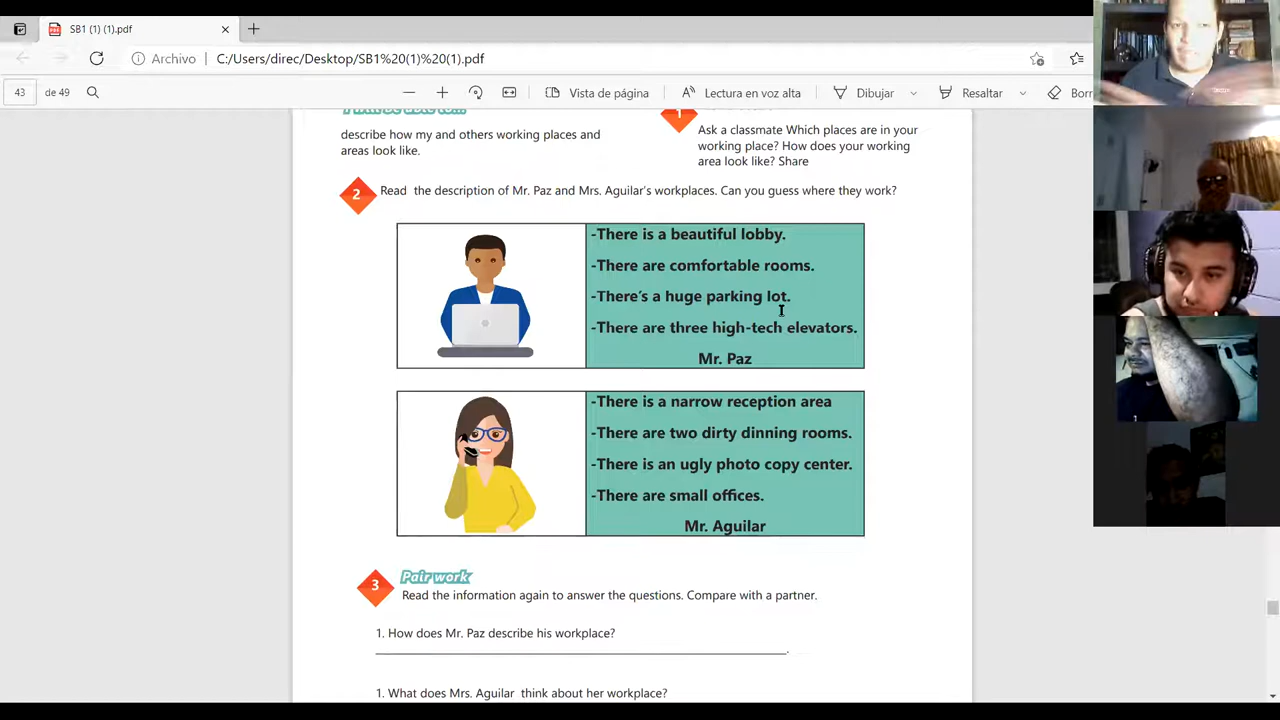 SB1 (1) (1).pdf
Archivo
C:/Users/direc/Desktop/SB1%20(1)%20(1).pdf
43
de 49
Vista de página
Lectura en voz alta
Dibujar
Resaltar
Borr
describe how my and others working places and
areas look like.
1
Ask a classmate Which places are in your
working place? How does your working
area look like? Share
2
Read the description of Mr. Paz and Mrs. Aguilar's workplaces. Can you guess where they work?
-There is a beautiful lobby.
-There are comfortable rooms.
-There's a huge parking lot.
-There are three high-tech elevators.
Mr. Paz
-There is a narrow reception area
-There are two dirty dinning rooms.
-There is an ugly photo copy center.
-There are small offices.
Mr. Aguilar
3
Pair work
Read the information again to answer the questions. Compare with a partner.
1. How does Mr. Paz describe his workplace?
1. What does Mrs. Aguilar think about her workplace?